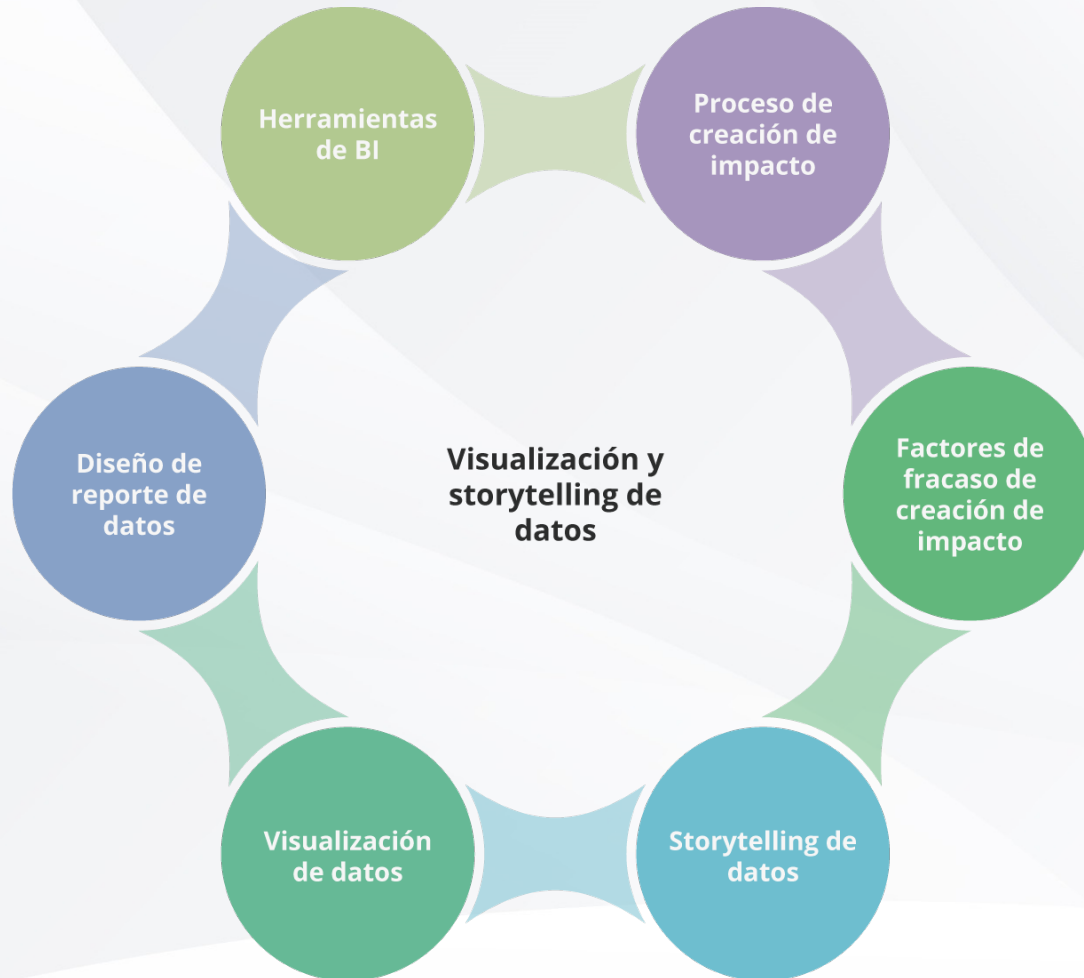 Herramientas
de BI
Proceso de
creación de
impacto
Factores de
fracaso de
creación de
impacto
Storytelling de
datos
Visualización
de datos
Diseño de
reporte de
datos
Visualización y
storytelling de
datos